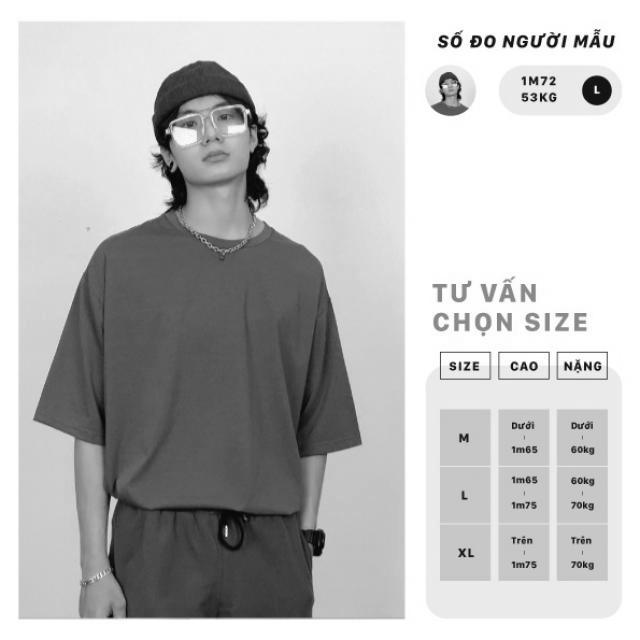 SỐ ĐO NGƯỜI MẪU
1M72
53KG
L
TƯ VẤN
CHỌN SIZE
SIZE CAO NẶNG
M Dưới - 1m65 Dưới - 60kg
L 1m65 - 1m75 60kg - 70kg
XL Trên - 1m75 Trên - 70kg